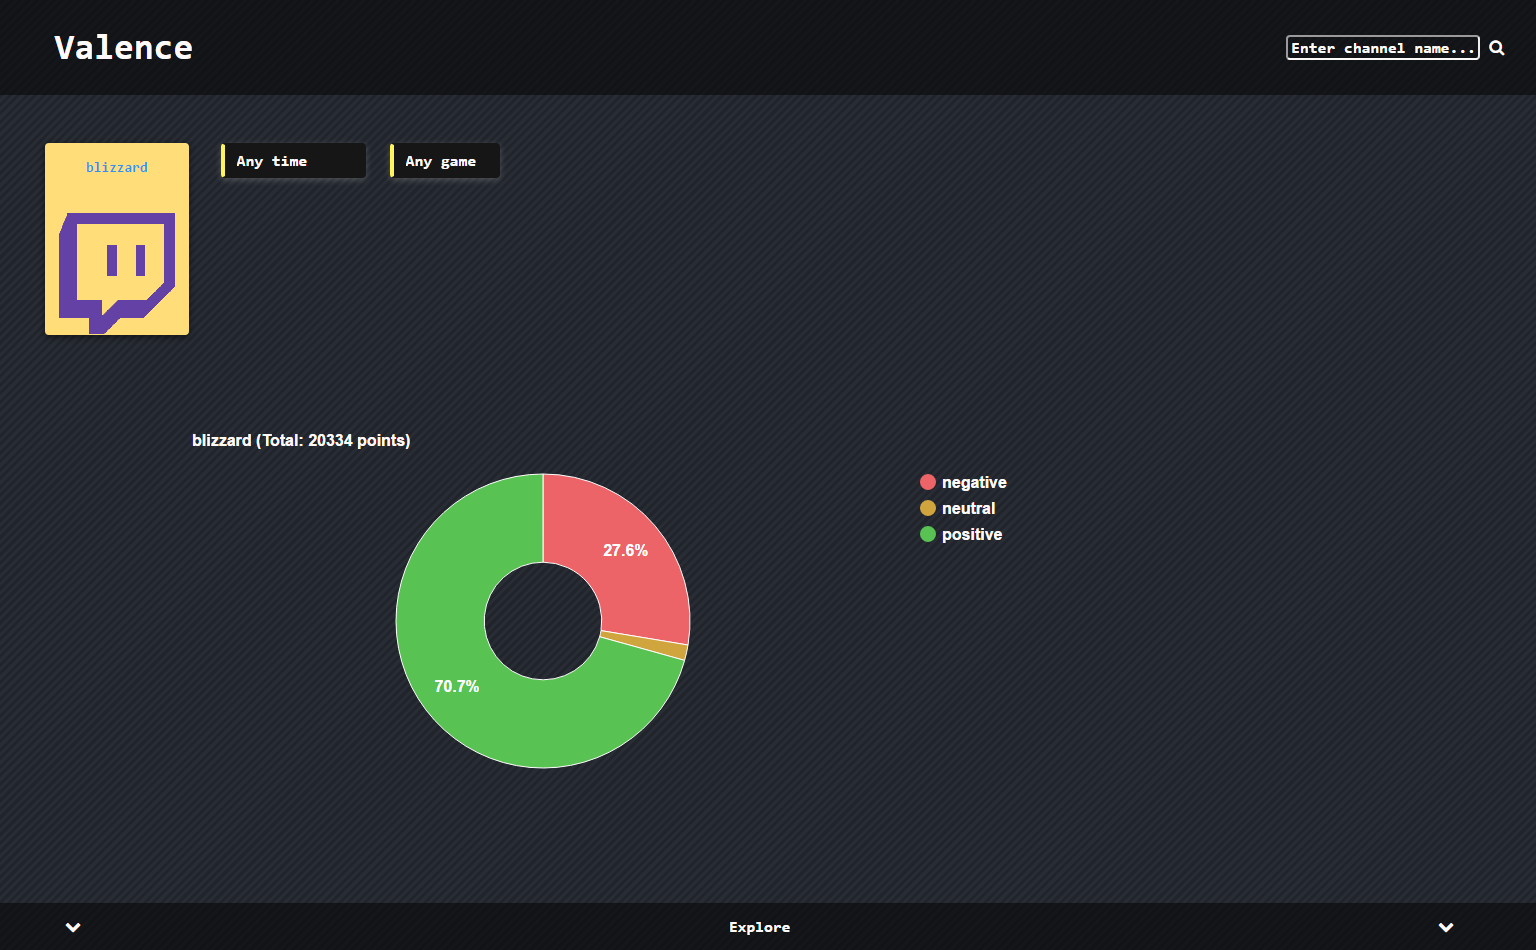 Valence
Enter channel name...
blizzard
Any time
Any game
blizzard (Total: 20334 points)
negative
neutral
positive
27.6%
70.7%
Explore